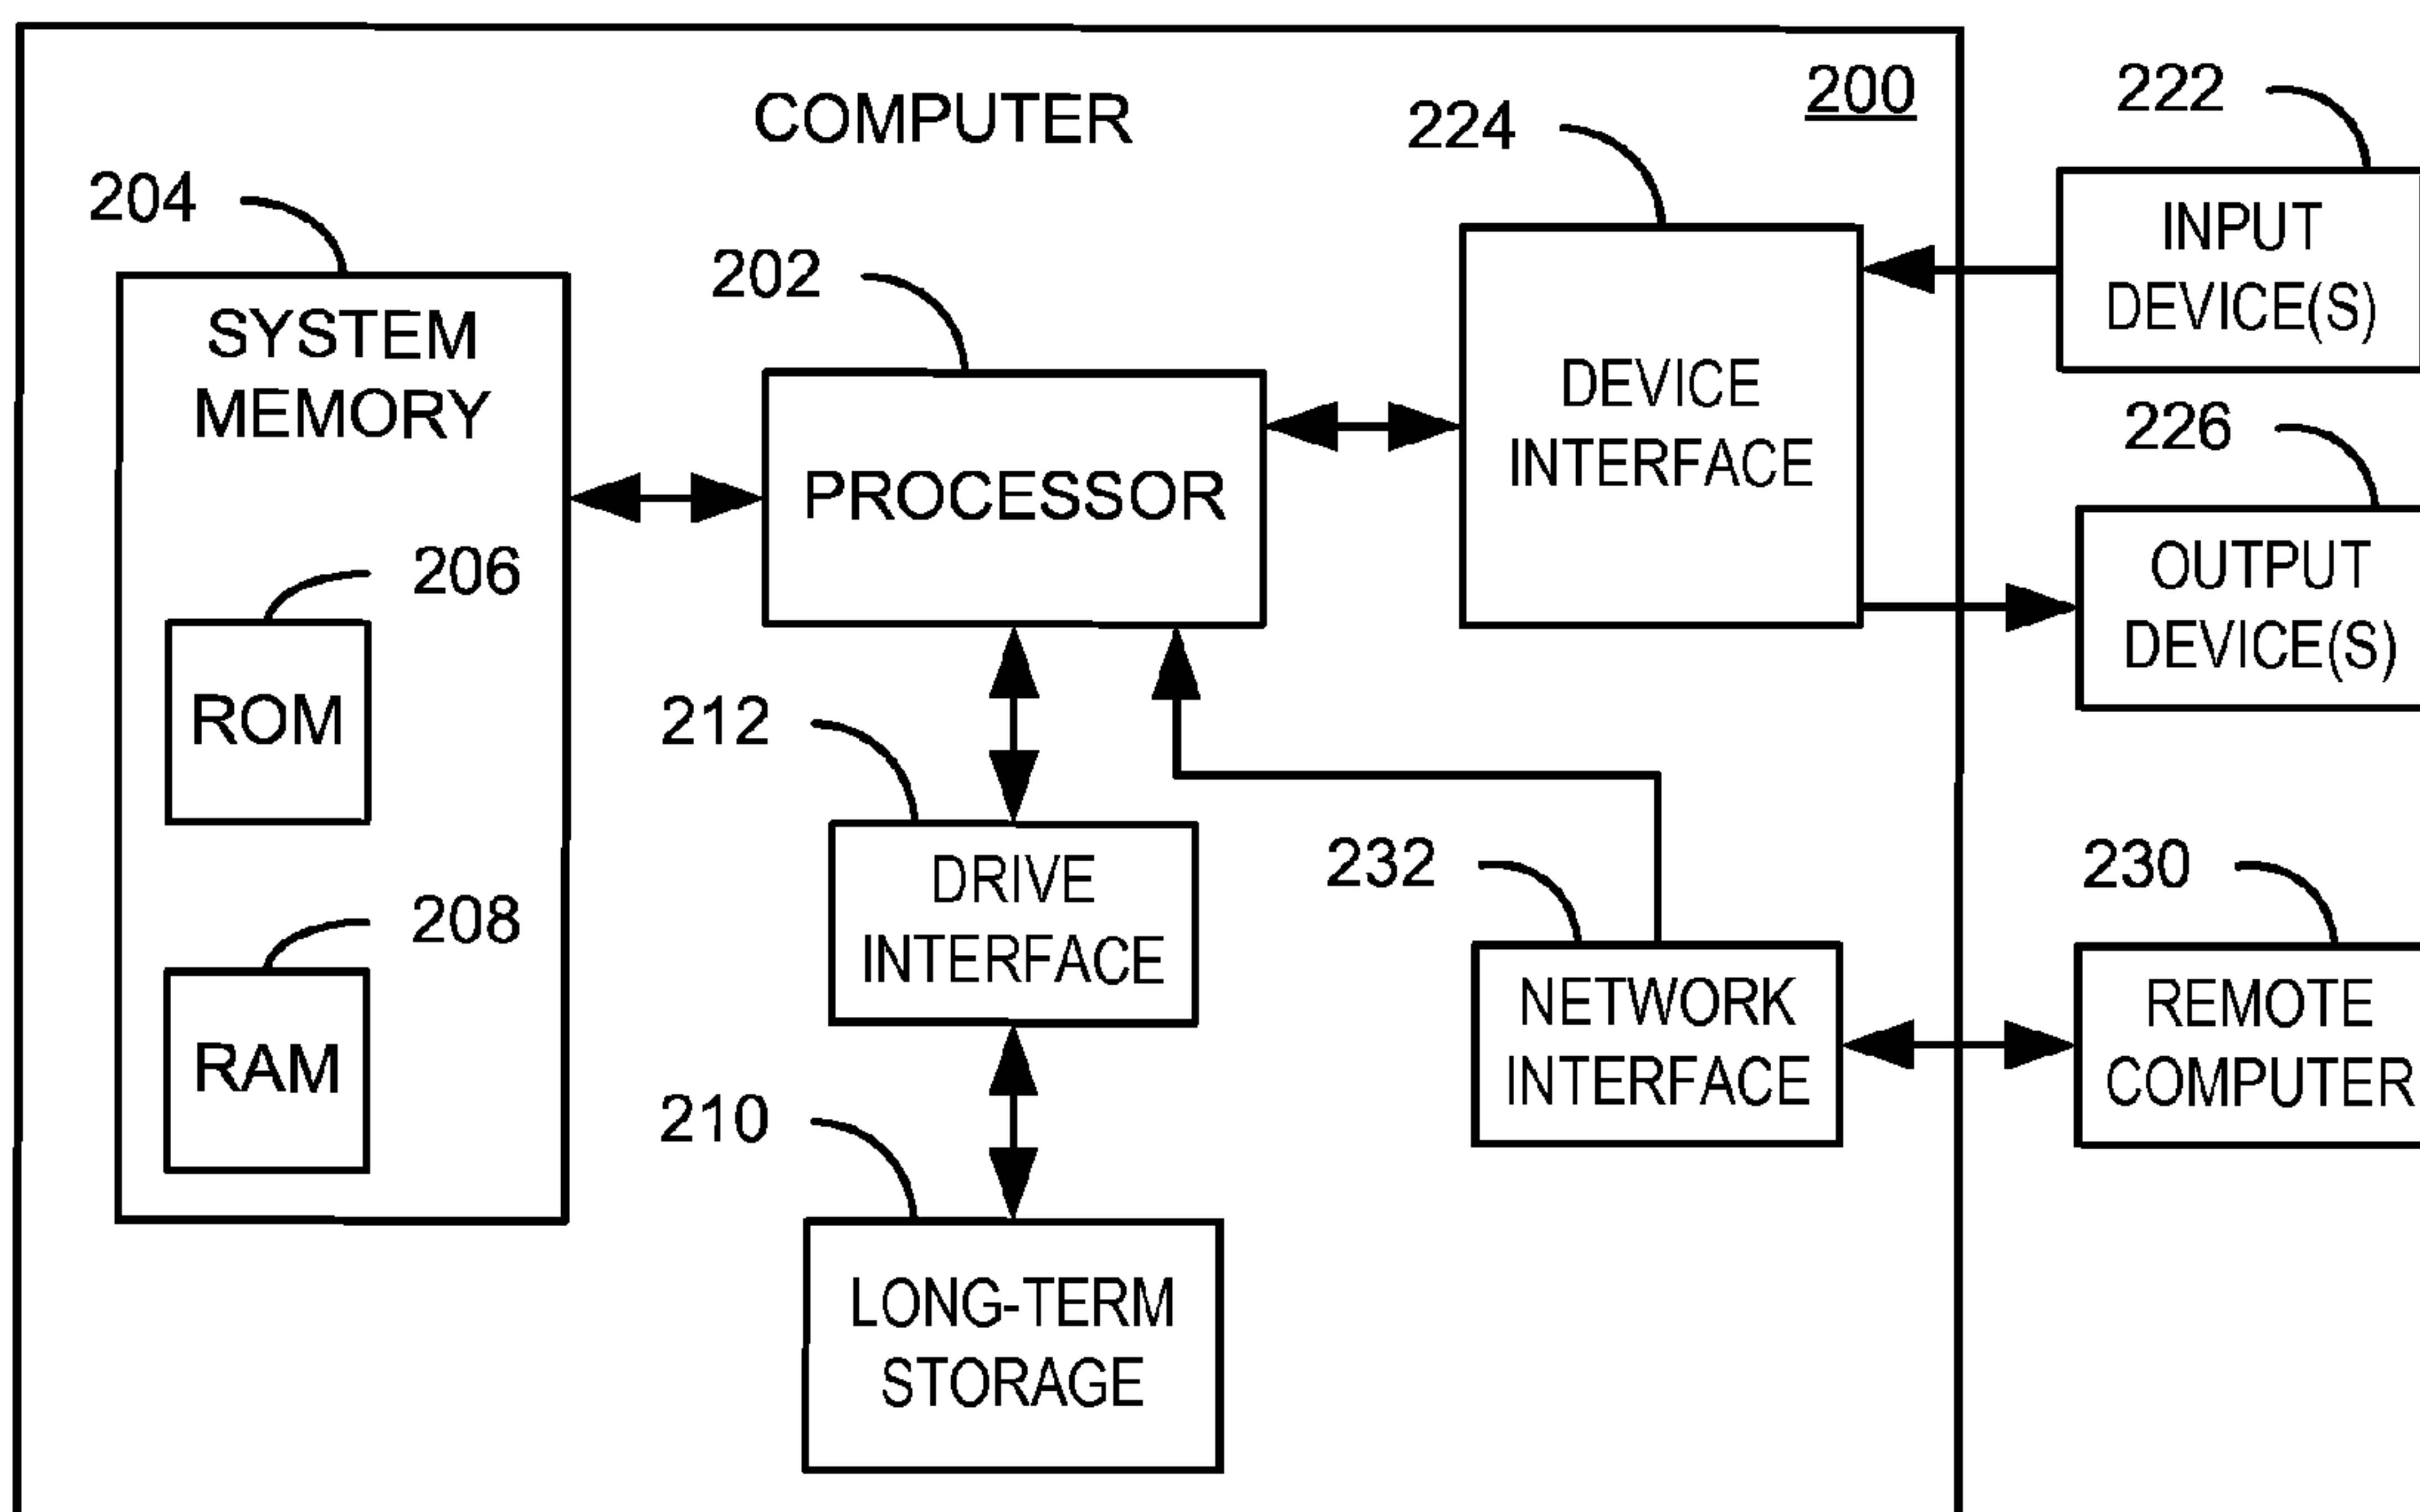 COMPUTER
200
204
SYSTEM
MEMORY
206
ROM
208
RAM
202
PROCESSOR
224
DEVICE
INTERFACE
222
INPUT
DEVICE(S)
226
OUTPUT
DEVICE(S)
212
DRIVE
INTERFACE
232
NETWORK
INTERFACE
230
REMOTE
COMPUTER
210
LONG-TERM
STORAGE